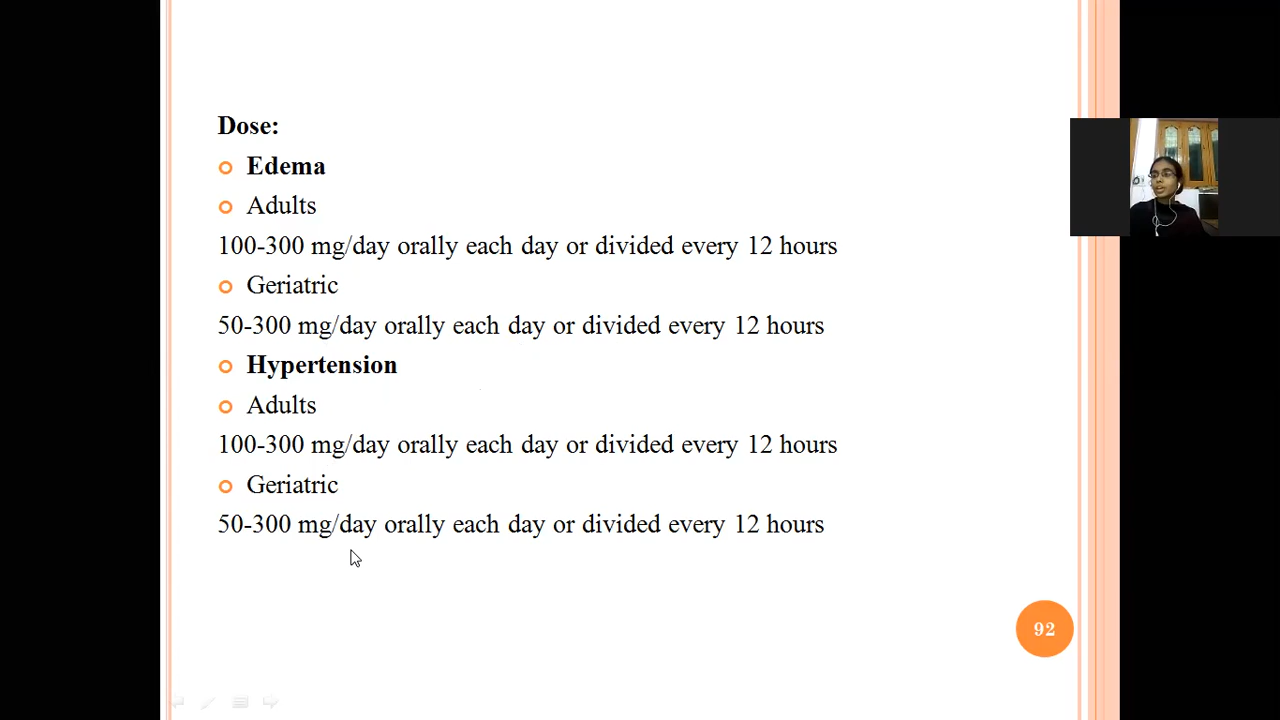 Dose:
Edema
Adults
100-300 mg/day orally each day or divided every 12 hours
Geriatric
50-300 mg/day orally each day or divided every 12 hours
Hypertension
Adults
100-300 mg/day orally each day or divided every 12 hours
Geriatric
50-300 mg/day orally each day or divided every 12 hours
92